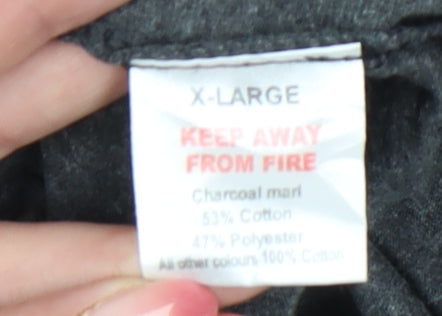 X-LARGE
KEEP AWAY
FROM FIRE
Charcoal marl
53% Cotton
47% Polyester
All other colours 100% Cotton